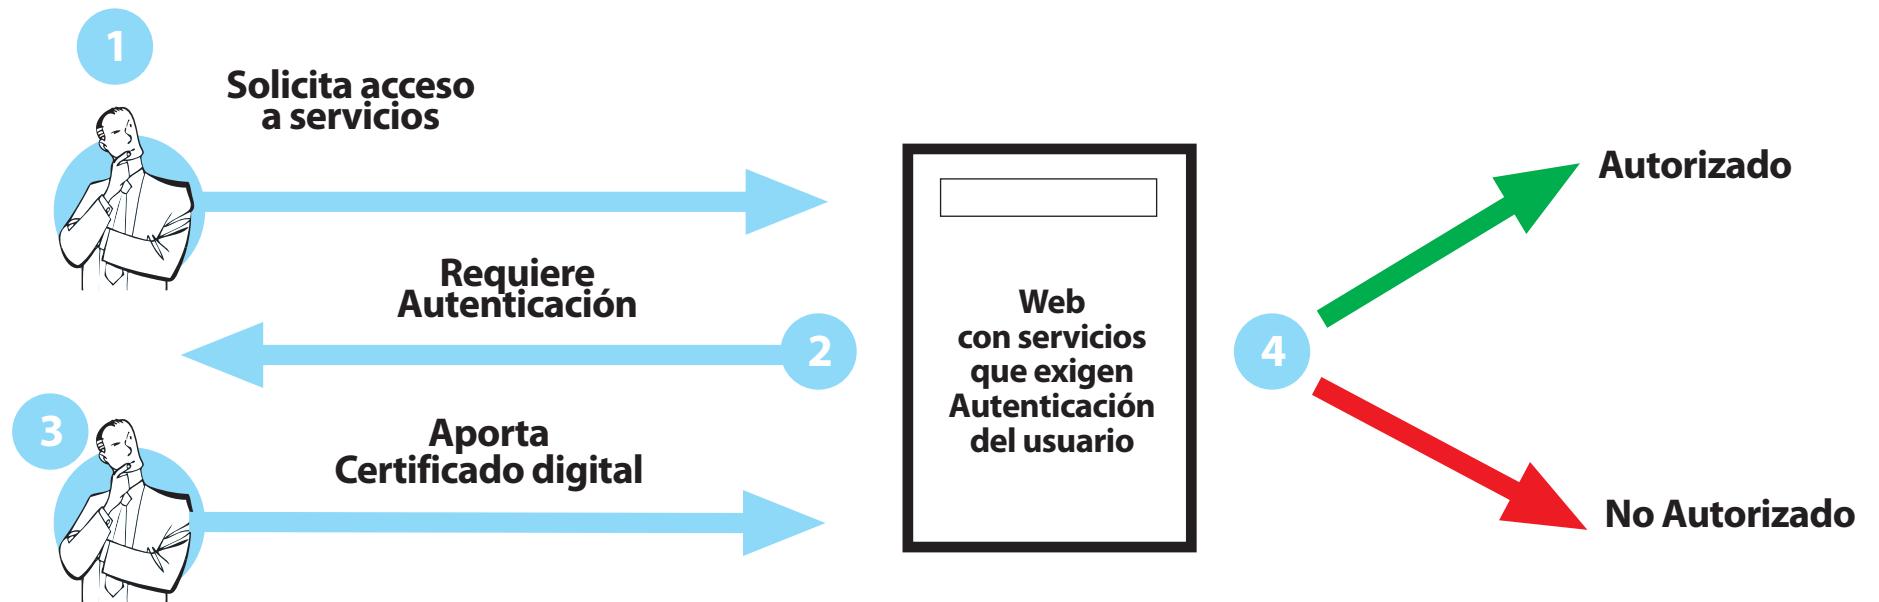 1
Solicita acceso
a servicios
Requiere
Autenticación
2
3
Aporta
Certificado digital
Web
con servicios
que exigen
Autenticación
del usuario
4
Autorizado
No Autorizado